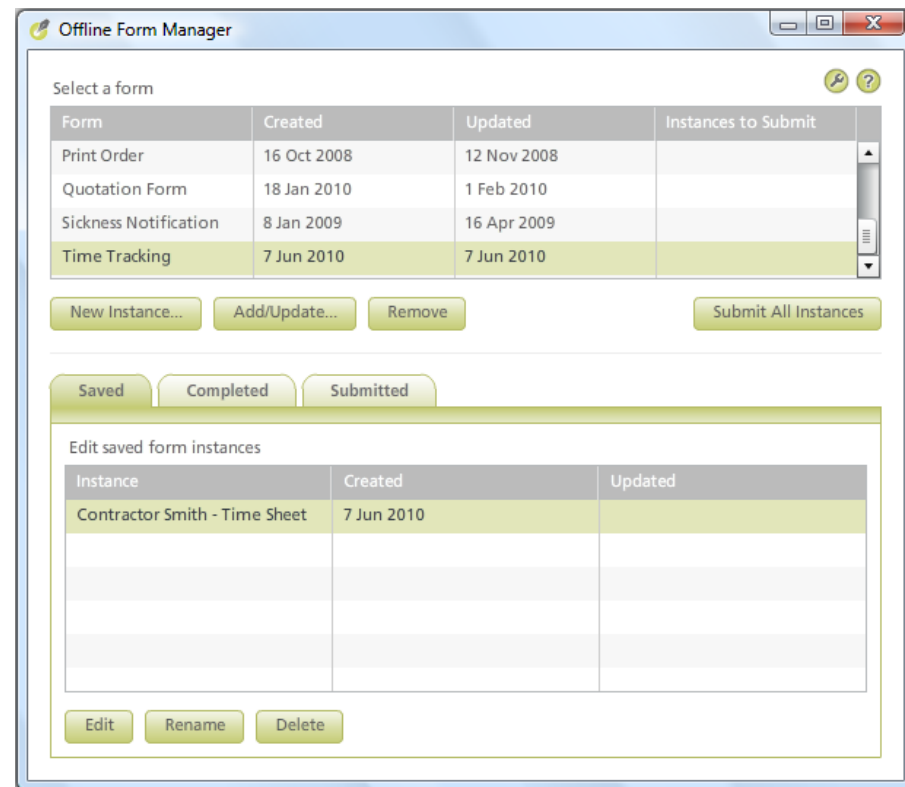 Offline Form Manager
Select a form
?
Form Created Updated Instances to Submit
Print Order 16 Oct 2008 12 Nov 2008
Quotation Form 18 Jan 2010 1 Feb 2010
Sickness Notification 8 Jan 2009 16 Apr 2009
Time Tracking 7 Jun 2010 7 Jun 2010
New Instance... Add/Update... Remove Submit All Instances
Saved Completed Submitted
Edit saved form instances
Instance Created Updated
Contractor Smith - Time Sheet 7 Jun 2010
Edit Rename Delete